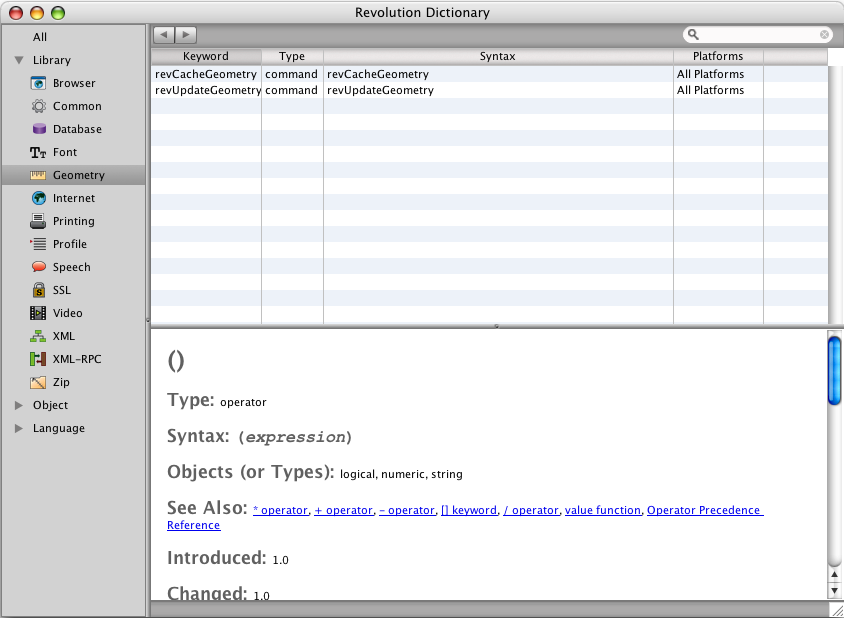 Revolution Dictionary
All
Library
Browser
Common
Database
Font
Geometry
Internet
Printing
Profile
Speech
SSL
Video
XML
XML-RPC
Zip
Object
Language
Keyword Type Syntax Platforms
revCacheGeometry command revCacheGeometry All Platforms
revUpdateGeometry command revUpdateGeometry All Platforms
()
Type: operator
Syntax: (expression)
Objects (or Types): logical, numeric, string
See Also: * operator, + operator, - operator, [] keyword, / operator, value function, Operator Precedence
Reference
Introduced: 1.0
Changed: 1.0